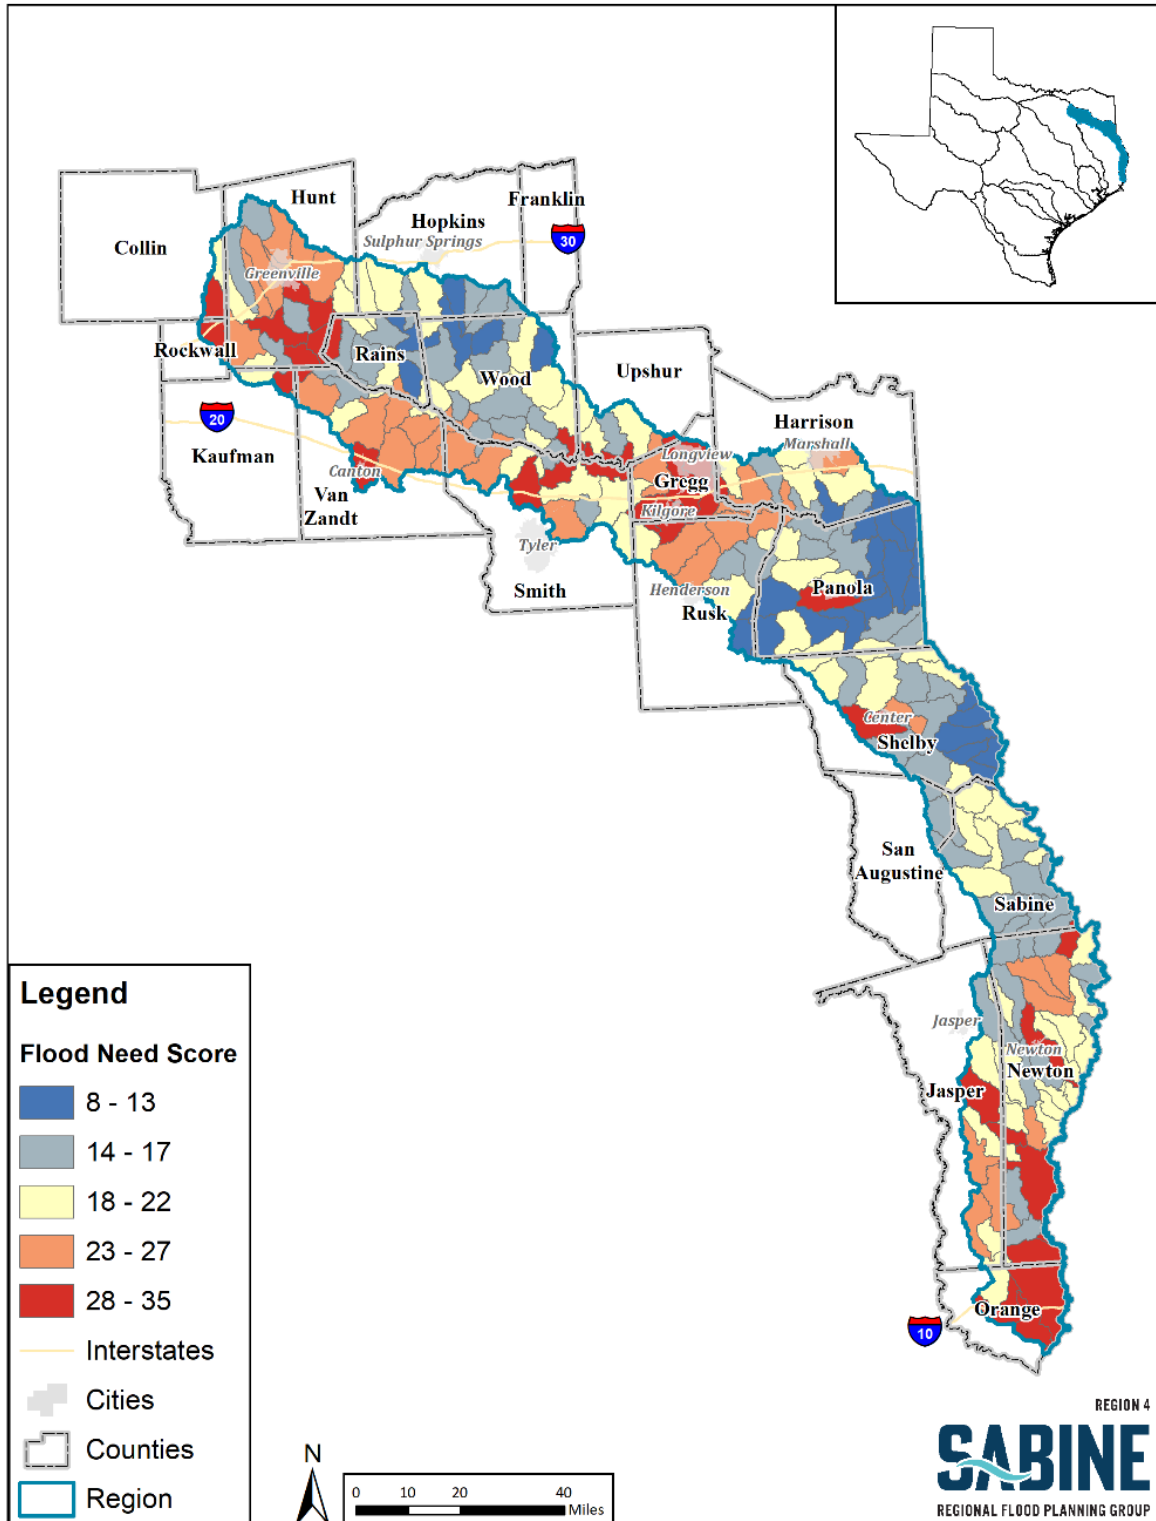 Hunt
Franklin
Hopkins
Collin
Sulphur Springs
30
Greenville
Rockwall
Rains
Wood
Upshur
20
Harrison
Marshall
Kaufman
Longview
Canton
Gregg
Van
Zandt
Kilgore
Tyler
Smith
Henderson
Rusk
Panola
Center
Shelby
San
Augustine
Sabine
Jasper
Newton
Newton
Jasper
Orange
10
Legend
Flood Need Score
8 - 13
14 - 17
18 - 22
23 - 27
28 - 35
Interstates
Cities
Counties
Region
N
0 10 20 40
Miles
REGION 4
SABINE
REGIONAL FLOOD PLANNING GROUP